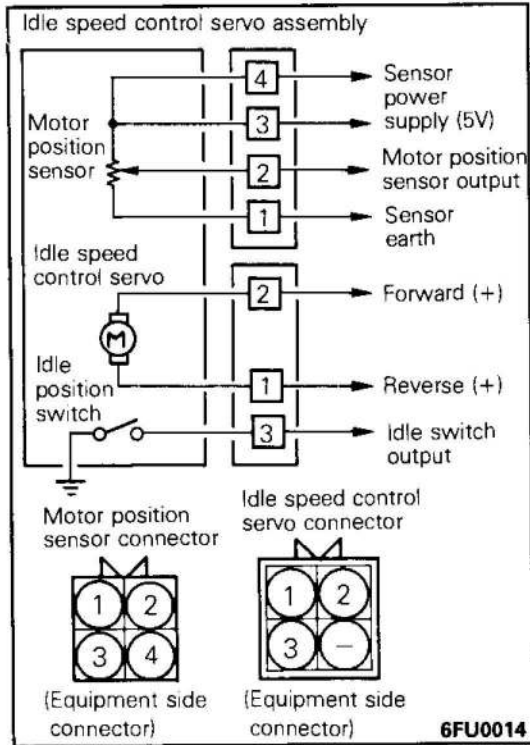 Idle speed control servo assembly
4
Sensor
power
supply (5V)
3
Motor
position
sensor
2
Motor position
sensor output
1
Sensor
earth
Idle speed
control servo
2
Forward (+)
M
Idle
position
switch
1
Reverse (+)
3
Idle switch
output
Motor position
sensor connector
1 2
3 4
(Equipment side
connector)
Idle speed control
servo connector
1 2
3 –
(Equipment side
connector)
6FU0014